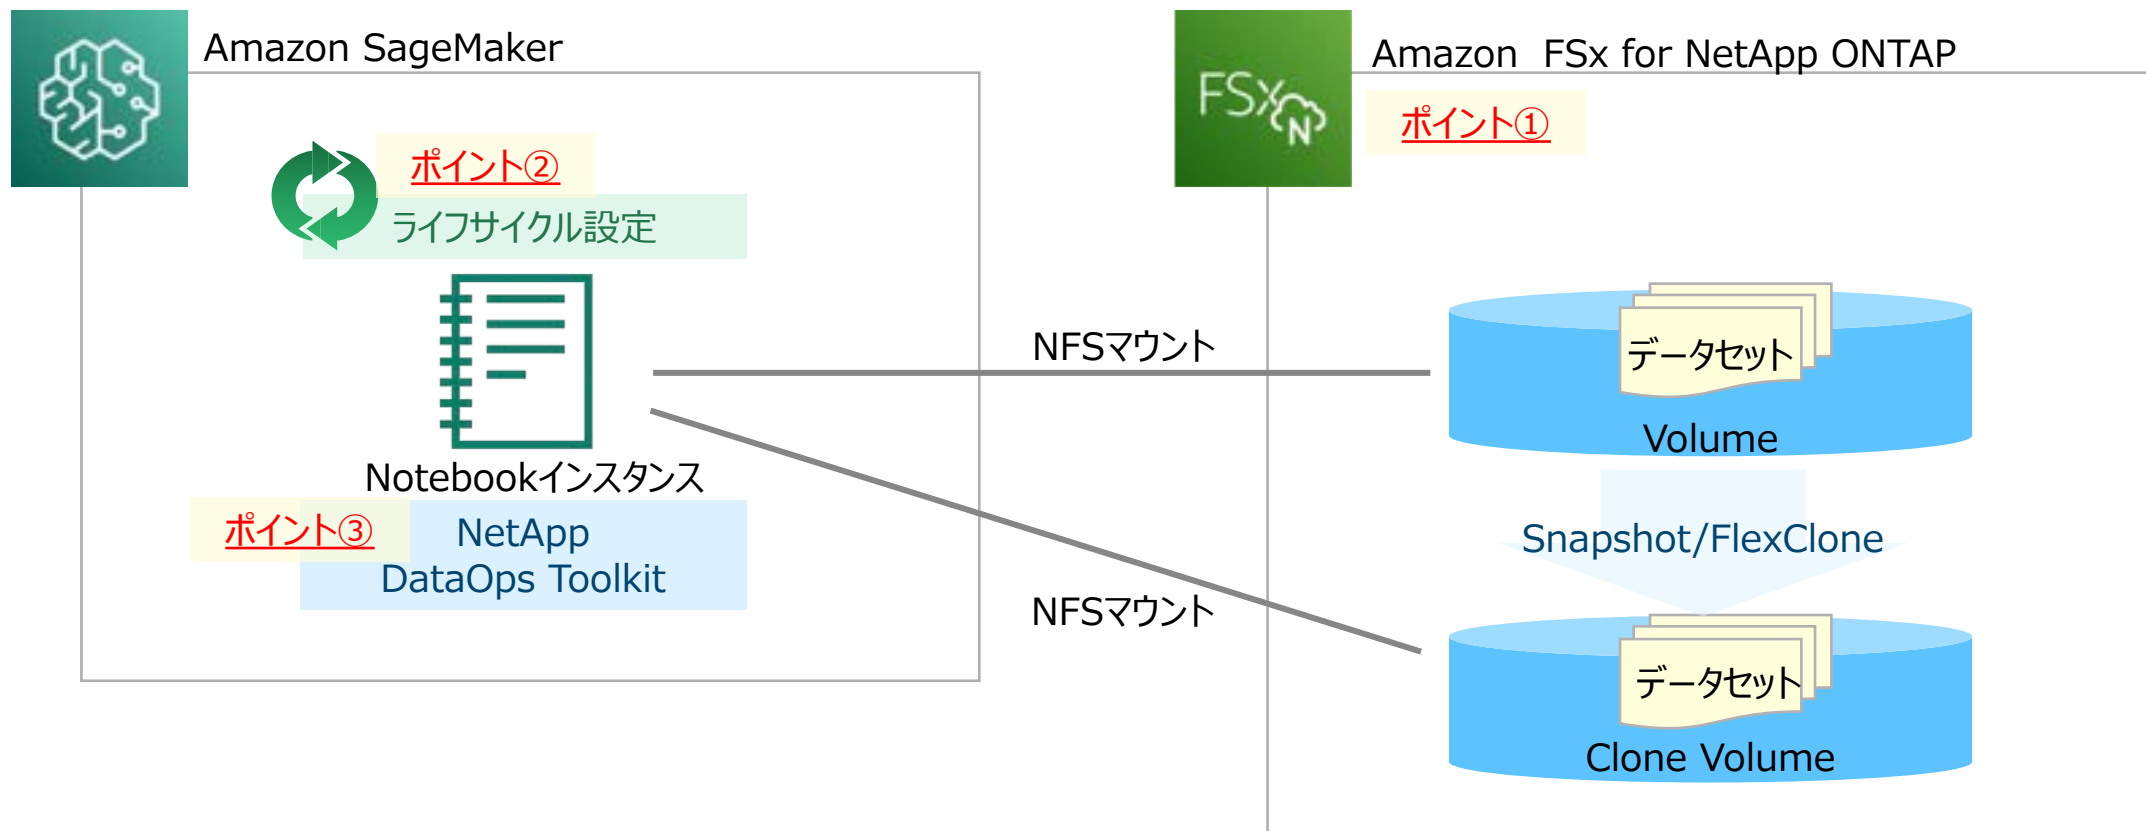 Amazon SageMaker
ポイント②
ライフサイクル設定
Notebookインスタンス
ポイント③
NetApp
DataOps Toolkit
NFSマウント
NFSマウント
FSx
N
Amazon FSx for NetApp ONTAP
ポイント①
データセット
Volume
Snapshot/FlexClone
データセット
Clone Volume